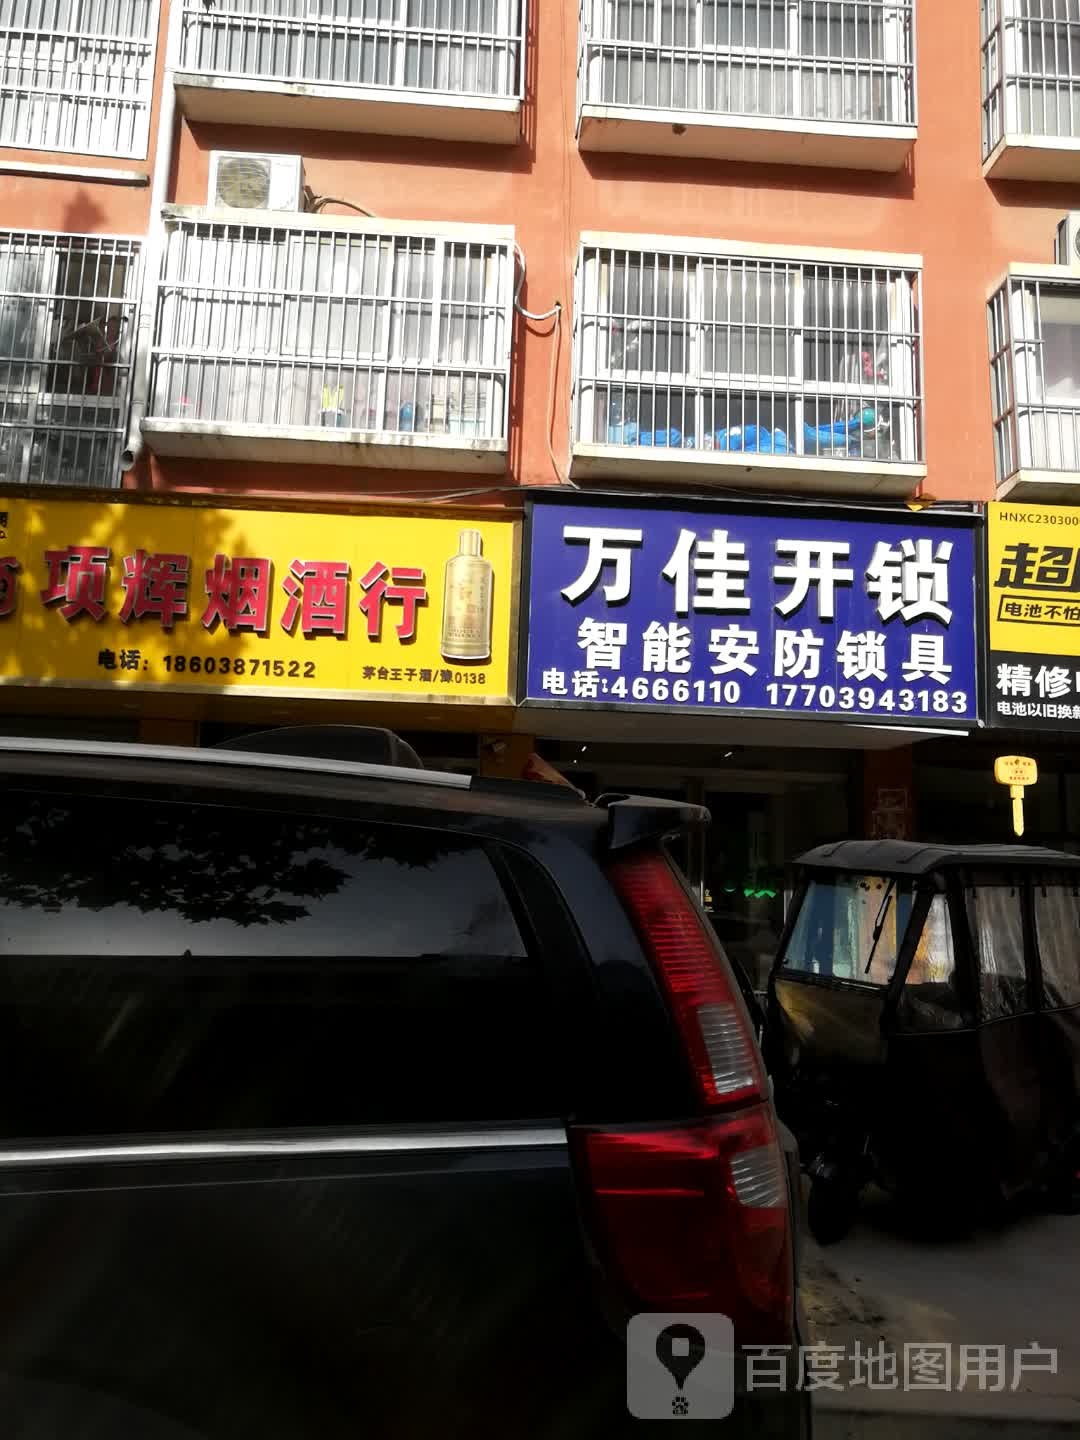 项辉烟酒行
电话：18603871522
茅台王子酒/豫0138
万佳开锁
智能安防锁具
电话:4666110 17703943183
HNXC230300
超
电池不怕
精修
电池以旧换新
百度地图用户